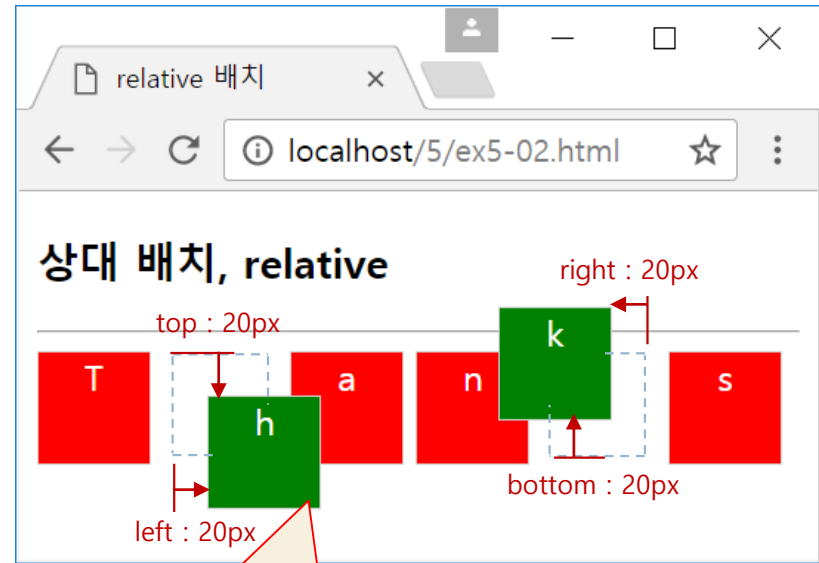 relative 배치
localhost/5/ex5-02.html
상대 배치, relative
right : 20px
top : 20px
T
h
a
n
k
s
bottom : 20px
left : 20px